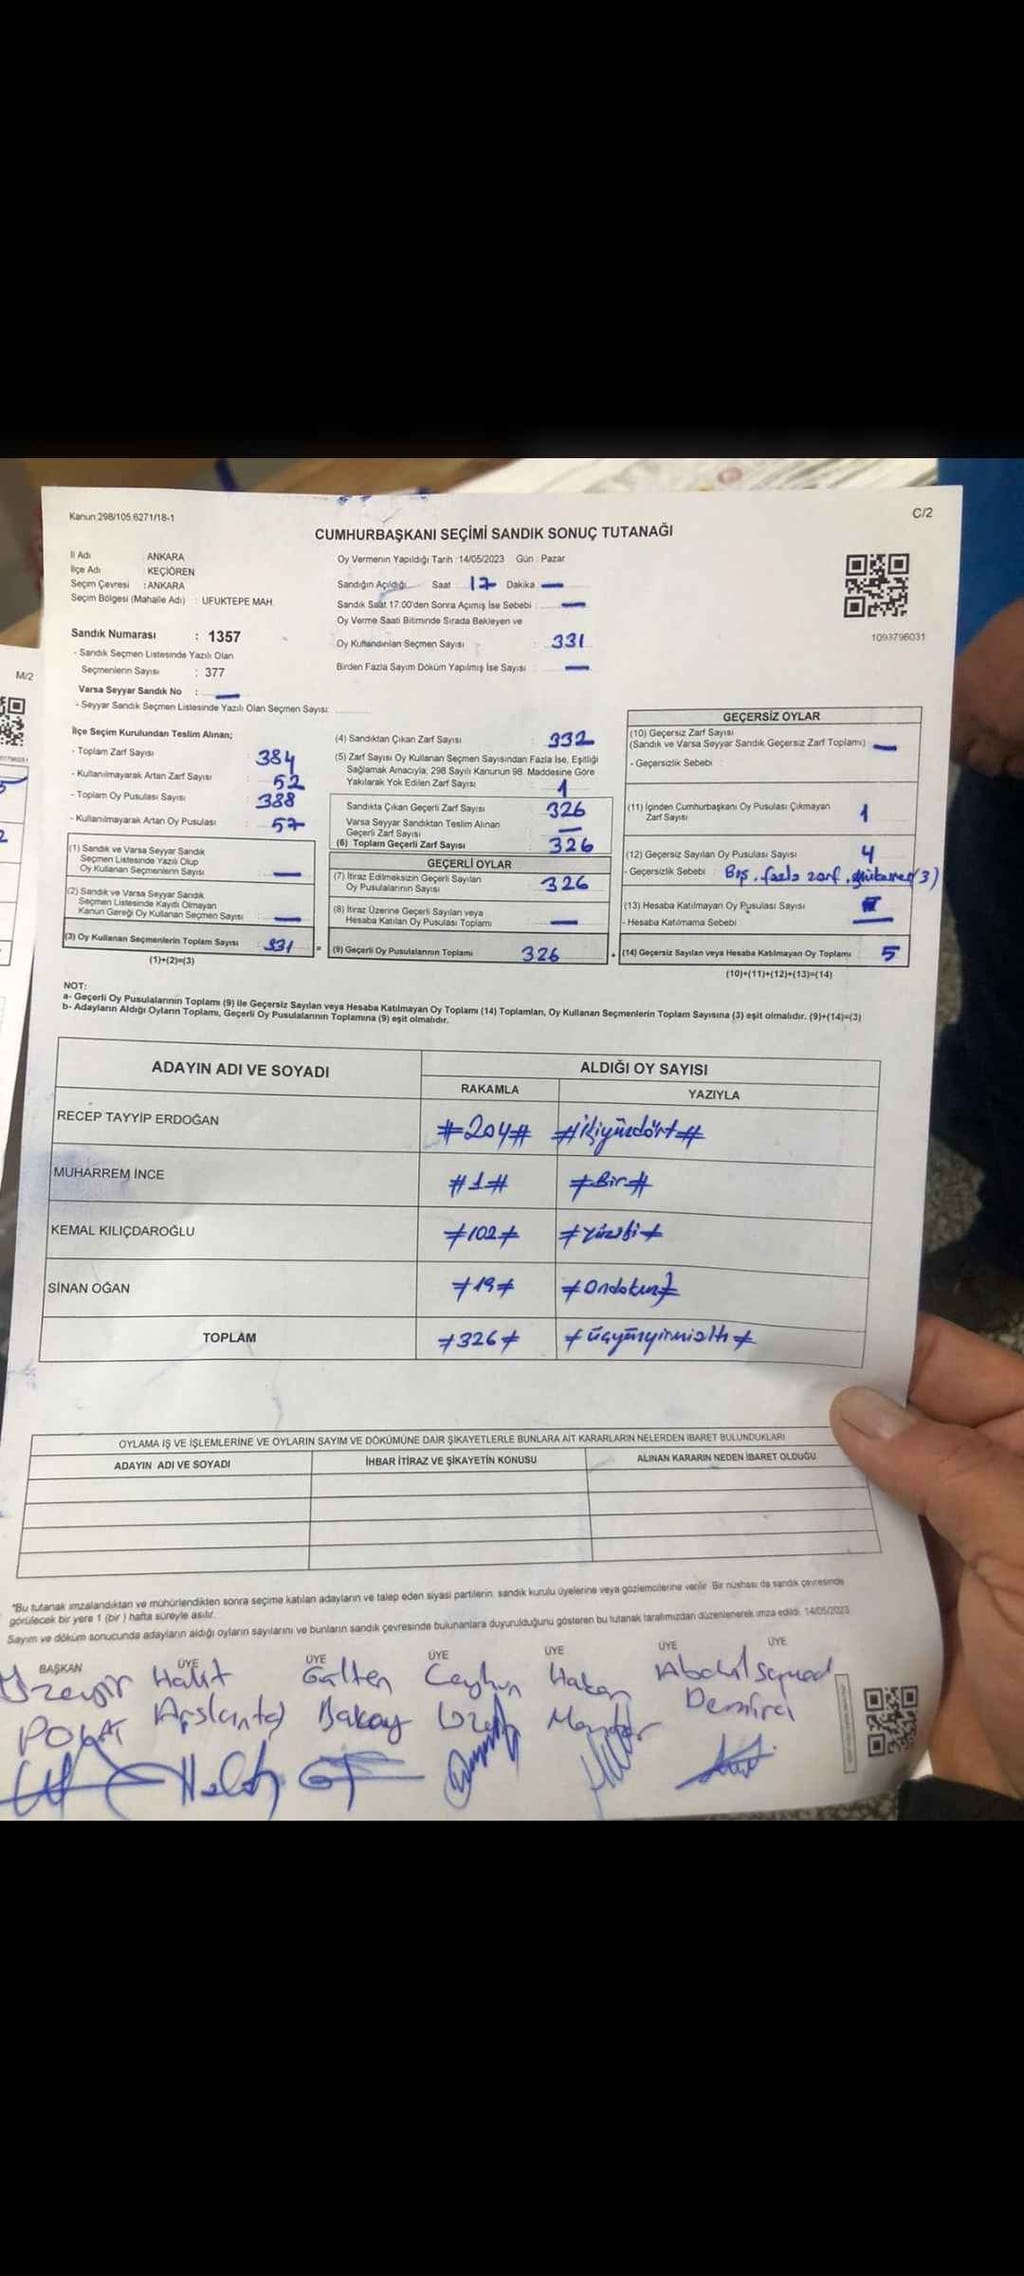 Kanun:298/105.6271/18-1
C/2
CUMHURBAŞKANI SEÇİMİ SANDIK SONUÇ TUTANAĞI
İl Adı : ANKARA
İlçe Adı : KEÇİÖREN
Seçim Çevresi : ANKARA
Seçim Bölgesi (Mahalle Adı) : UFUKTEPE MAH.
Oy Vermenin Yapıldığı Tarih :14/05/2023 Gün : Pazar
Sandığın Açıldığı Saat 17 Dakika —
Sandık Saat 17:00'den Sonra Açımış İse Sebebi : —
Oy Verme Saati Bitiminde Sırada Bekleyen ve
Oy Kullandırılan Seçmen Sayısı : 331
Birden Fazla Sayım Döküm Yapılmış İse Sayısı : —
1093796031
Sandık Numarası : 1357
- Sandık Seçmen Listesinde Yazılı Olan
Seçmenlerin Sayısı : 377
Varsa Seyyar Sandık No : —
- Seyyar Sandık Seçmen Listesinde Yazılı Olan Seçmen Sayısı:
M/2
İlçe Seçim Kurulundan Teslim Alınan;
- Toplam Zarf Sayısı : 384
- Kullanılmayarak Artan Zarf Sayısı : 52
- Toplam Oy Pusulası Sayısı : 388
- Kullanılmayarak Artan Oy Pusulası : 57
(1) Sandık ve Varsa Seyyar Sandık
Seçmen Listesinde Yazılı Olup
Oy Kullanan Seçmenlerin Sayısı : —
(2) Sandık ve Varsa Seyyar Sandık
Seçmen Listesinde Kayıtlı Olmayan
Kanun Gereği Oy Kullanan Seçmen Sayısı : —
(3) Oy Kullanan Seçmenlerin Toplam Sayısı 331
(1)+(2)=(3)
(4) Sandıktan Çıkan Zarf Sayısı : 332
(5) Zarf Sayısı Oy Kullanan Seçmen Sayısından Fazla İse, Eşitliği
Sağlamak Amacıyla; 298 Sayılı Kanunun 98. Maddesine Göre
Yakılarak Yok Edilen Zarf Sayısı : 1
Sandıkta Çıkan Geçerli Zarf Sayısı : 326
Varsa Seyyar Sandıktan Teslim Alınan
Geçerli Zarf Sayısı : —
(6) Toplam Geçerli Zarf Sayısı : 326
GEÇERLİ OYLAR
(7) İtiraz Edilmeksizin Geçerli Sayılan
Oy Pusulalarının Sayısı : 326
(8) İtiraz Üzerine Geçerli Sayılan veya
Hesaba Katılan Oy Pusulası Toplamı : —
= (9) Geçerli Oy Pusulalarının Toplamı 326
GEÇERSİZ OYLAR
(10) Geçersiz Zarf Sayısı
(Sandık ve Varsa Seyyar Sandık Geçersiz Zarf Toplamı) : —
- Geçersizlik Sebebi :
(11) İçinden Cumhurbaşkanı Oy Pusulası Çıkmayan
Zarf Sayısı : 1
(12) Geçersiz Sayılan Oy Pusulası Sayısı : 4
- Geçersizlik Sebebi : Boş, fazla zarf, (3)
(13) Hesaba Katılmayan Oy Pusulası Sayısı :
- Hesaba Katılmama Sebebi : —
+ (14) Geçersiz Sayılan veya Hesaba Katılmayan Oy Toplamı 5
(10)+(11)+(12)+(13)=(14)
NOT:
a- Geçerli Oy Pusulalarının Toplamı (9) ile Geçersiz Sayılan veya Hesaba Katılmayan Oy Toplamı (14) Toplamları, Oy Kullanan Seçmenlerin Toplam Sayısına (3) eşit olmalıdır. (9)+(14)=(3)
b- Adayların Aldığı Oyların Toplamı, Geçerli Oy Pusulalarının Toplamına (9) eşit olmalıdır.
ADAYIN ADI VE SOYADI ALDIĞI OY SAYISI
RAKAMLA YAZIYLA
RECEP TAYYİP ERDOĞAN #204# #ikiyüzdört#
MUHARREM İNCE #1# #Bir#
KEMAL KILIÇDAROĞLU #102# #yüziki#
SİNAN OĞAN #19# #Ondokuz#
TOPLAM #326# #üçyüzyirmialtı#
OYLAMA İŞ VE İŞLEMLERİNE VE OYLARIN SAYIM VE DÖKÜMÜNE DAİR ŞİKAYETLERLE BUNLARA AİT KARARLARIN NELERDEN İBARET BULUNDUKLARI
ADAYIN ADI VE SOYADI İHBAR İTİRAZ VE ŞİKAYETİN KONUSU ALINAN KARARIN NEDEN İBARET OLDUĞU
"Bu tutanak imzalandıktan ve mühürlendikten sonra seçime katılan adayların ve talep eden siyasi partilerin sandık kurulu üyelerine veya gözlemcilerine verilir. Bir nüshası da sandık çevresinde
görülecek bir yere 1 (bir) hafta süreyle asılır.
Sayım ve döküm sonucunda adayların aldığı oyların sayılarını ve bunların sandık çevresinde bulunanlara duyurulduğunu gösteren bu tutanak tarafımızdan düzenlenerek imza edildi. 14/05/2023
BAŞKAN ÜYE ÜYE ÜYE ÜYE ÜYE ÜYE
Üzeyir Halit Gülten Ceyhun Hakan Abdulsamed
POLAT Arslantaş Bakay Demirci